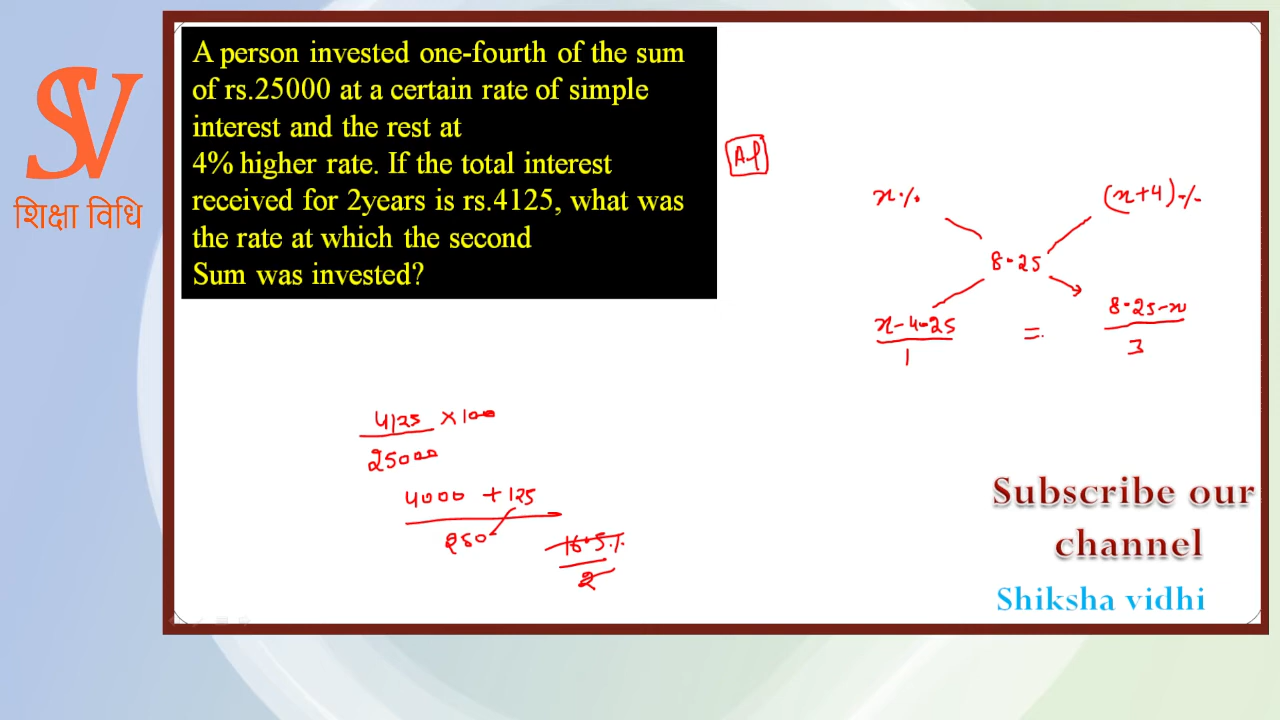 SV
शिक्षा विधि
A person invested one-fourth of the sum
of rs.25000 at a certain rate of simple
interest and the rest at
4% higher rate. If the total interest
received for 2years is rs.4125, what was
the rate at which the second
Sum was invested?
x% (x+4)%
8.25
x-4.25 = 8.25-x
1 3
4125 ×100
25000
4000 +125
250
16.5%
2
Subscribe our
channel
Shiksha vidhi